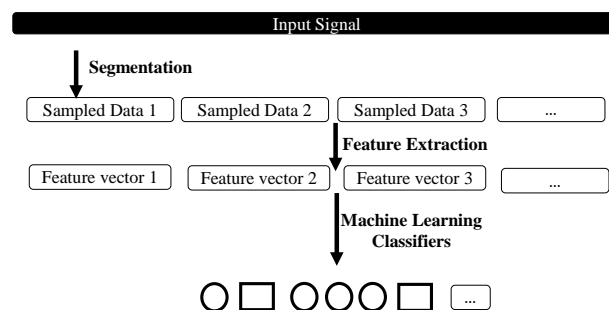 Input Signal
Segmentation
Sampled Data 1 Sampled Data 2 Sampled Data 3 ...
Feature Extraction
Feature vector 1 Feature vector 2 Feature vector 3 ...
Machine Learning
Classifiers
...